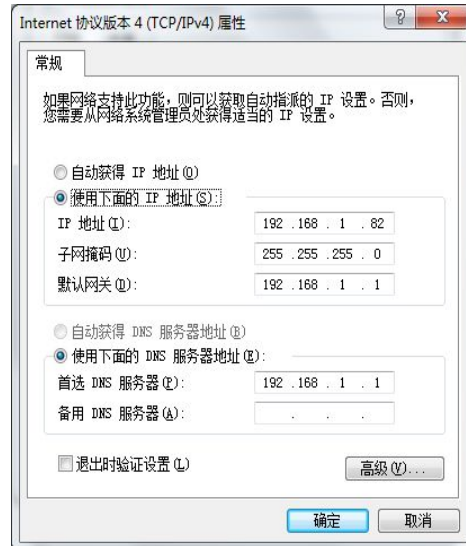 Internet 协议版本 4 (TCP/IPv4) 属性
常规
如果网络支持此功能，则可以获取自动指派的 IP 设置。否则，
您需要从网络系统管理员处获得适当的 IP 设置。
自动获得 IP 地址(O)
使用下面的 IP 地址(S):
IP 地址(I): 192 .168 . 1 . 82
子网掩码(U): 255 .255 .255 . 0
默认网关(D): 192 .168 . 1 . 1
自动获得 DNS 服务器地址(B)
使用下面的 DNS 服务器地址(E):
首选 DNS 服务器(P): 192 .168 . 1 . 1
备用 DNS 服务器(A): . . .
退出时验证设置(L)
高级(V)...
确定 取消